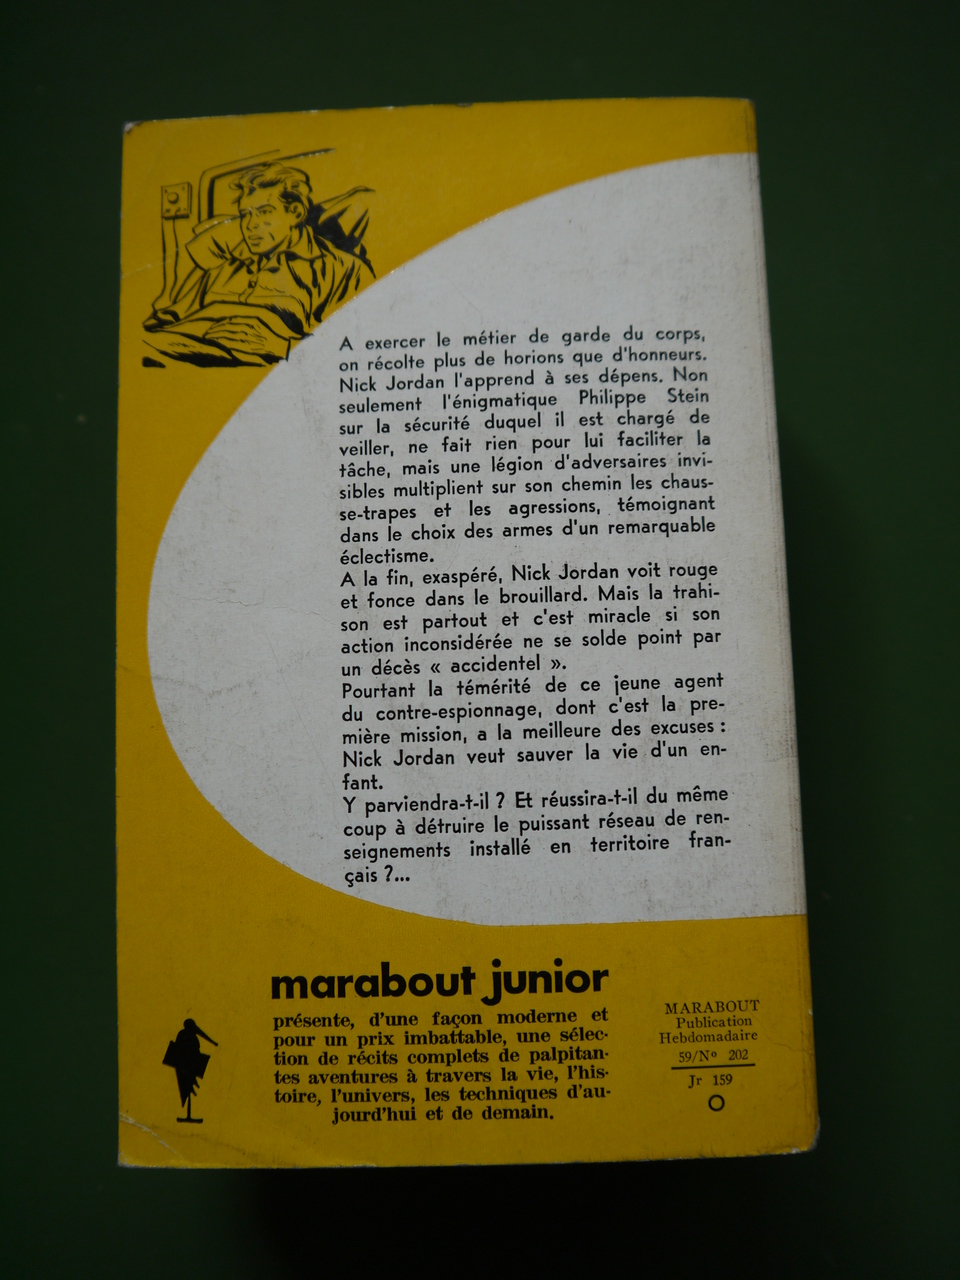 A exercer le métier de garde du corps,
on récolte plus de horions que d'honneurs.
Nick Jordan l'apprend à ses dépens. Non
seulement l'énigmatique Philippe Stein
sur la sécurité duquel il est chargé de
veiller, ne fait rien pour lui faciliter la
tâche, mais une légion d'adversaires invi-
sibles multiplient sur son chemin les chaus-
se-trapes et les agressions, témoignant
dans le choix des armes d'un remarquable
éclectisme.
A la fin, exaspéré, Nick Jordan voit rouge
et fonce dans le brouillard. Mais la trahi-
son est partout et c'est miracle si son
action inconsidérée ne se solde point par
un décès « accidentel ».
Pourtant la témérité de ce jeune agent
du contre-espionnage, dont c'est la pre-
mière mission, a la meilleure des excuses :
Nick Jordan veut sauver la vie d'un en-
fant.
Y parviendra-t-il ? Et réussira-t-il du même
coup à détruire le puissant réseau de ren-
seignements installé en territoire fran-
çais ?...
marabout junior
présente, d'une façon moderne et
pour un prix imbattable, une sélec-
tion de récits complets de palpitan-
tes aventures à travers la vie, l'his-
toire, l'univers, les techniques d'au-
jourd'hui et de demain.
MARABOUT
Publication
Hebdomadaire
59/Nº 202
Jr 159